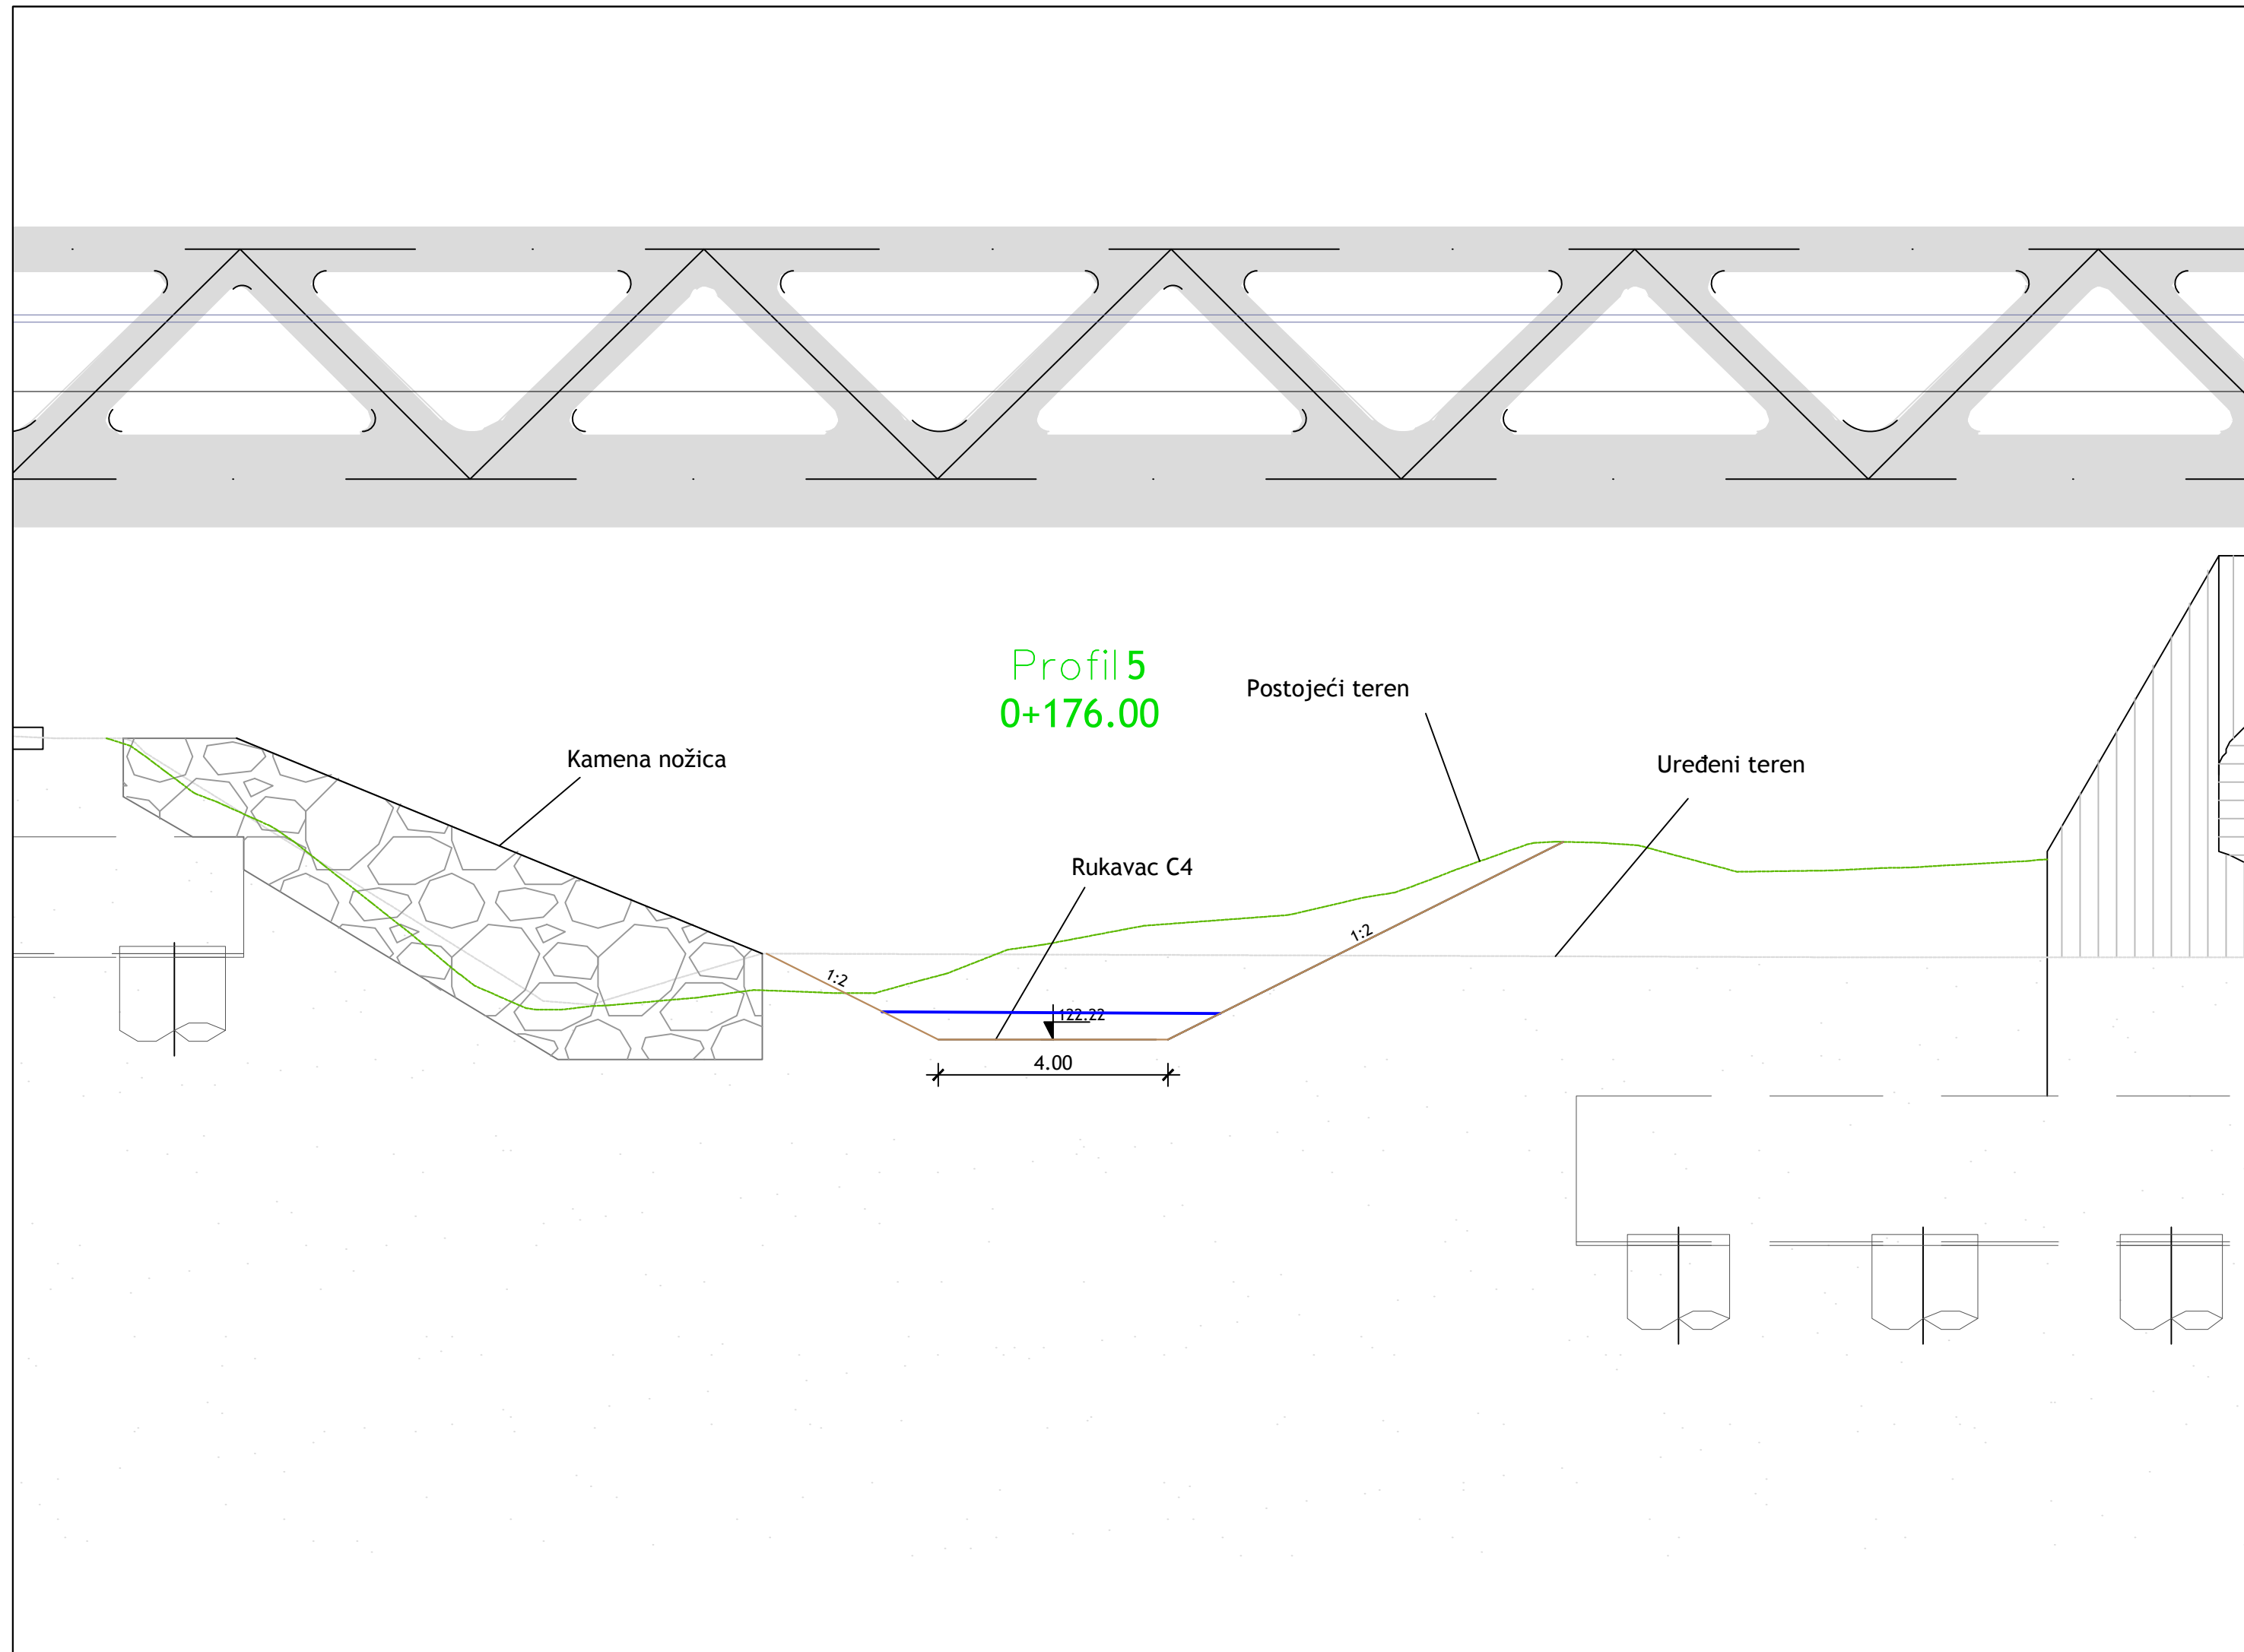 Profil 5
0+176.00
Postojeći teren
Kamena nožica
Uređeni teren
Rukavac C4
1:2
1:2
122.22
4.00